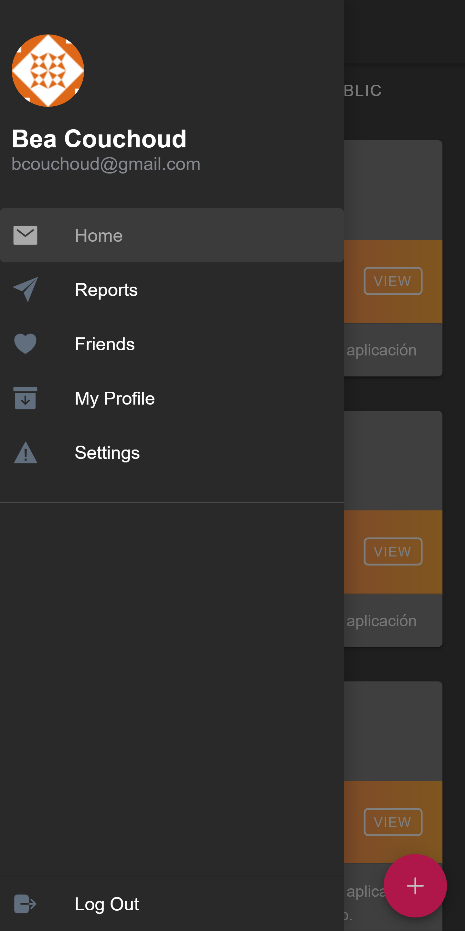 Bea Couchoud
bcouchoud@gmail.com
BLIC
Home
Reports
VIEW
Friends
aplicación
My Profile
Settings
VIEW
aplicación
VIEW
Log Out